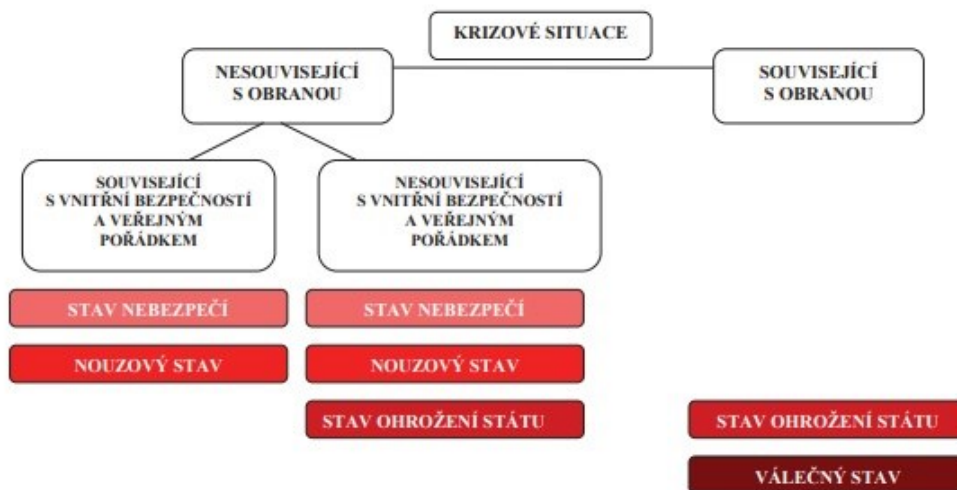 KRIZOVÉ SITUACE
NESOUVISEJÍCÍ
S OBRANOU
SOUVISEJÍCÍ
S OBRANOU
SOUVISEJÍCÍ
S VNITŘNÍ BEZPEČNOSTÍ
A VEŘEJNÝM
POŘÁDKEM
NESOUVISEJÍCÍ
S VNITŘNÍ BEZPEČNOSTÍ
A VEŘEJNÝM
POŘÁDKEM
STAV NEBEZPEČÍ
STAV NEBEZPEČÍ
NOUZOVÝ STAV
NOUZOVÝ STAV
STAV OHROŽENÍ STÁTU
STAV OHROŽENÍ STÁTU
VÁLEČNÝ STAV